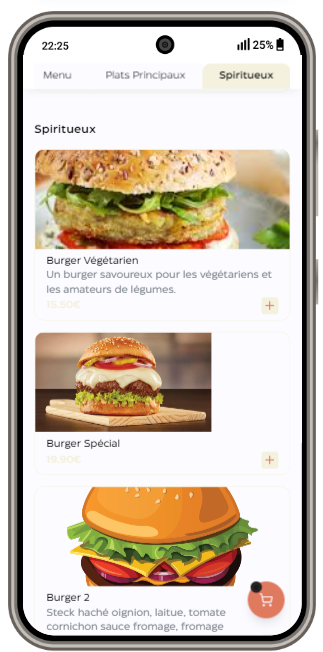 22:25
25%
Menu Plats Principaux Spiritueux
Spiritueux
Burger Végétarien
Un burger savoureux pour les végétariens et
les amateurs de légumes.
15.50€
Burger Spécial
19.90€
Burger 2
Steck haché oignion, laitue, tomate
cornichon sauce fromage, fromage